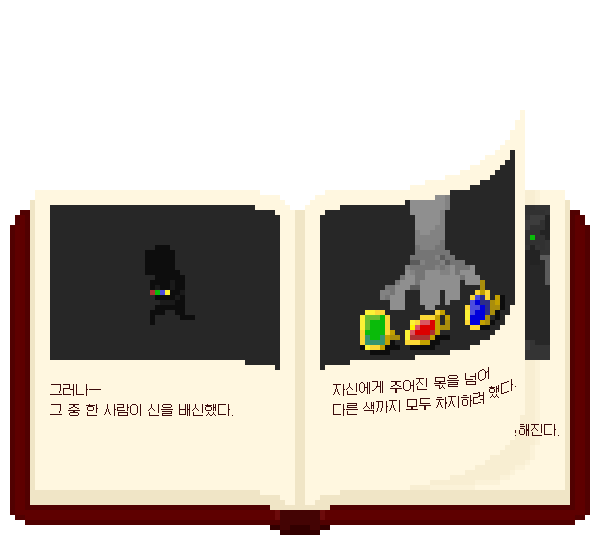 그러나—
그 중 한 사람이 신을 배신했다.
자신에게 주어진 몫을 넘어
다른 색까지 모두 차지하려 했다.
해진다.